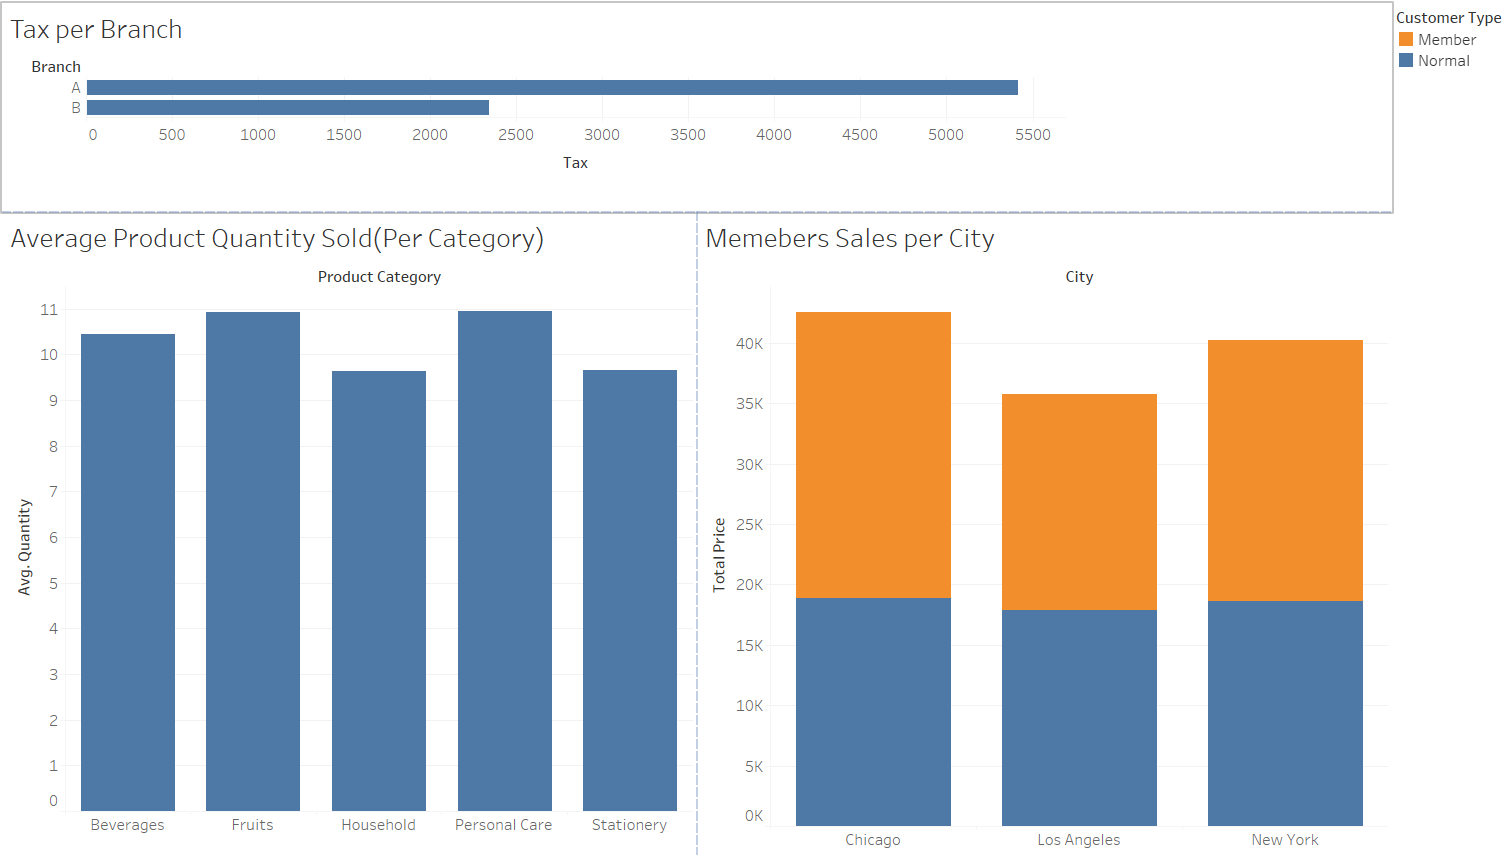 Tax per Branch
Branch
A
B
0 500 1000 1500 2000 2500 3000 3500 4000 4500 5000 5500
Tax
Customer Type
Member
Normal
Average Product Quantity Sold(Per Category)
Product Category
11
10
9
8
7
6
5
4
3
2
1
0
Avg. Quantity
Beverages Fruits Household Personal Care Stationery
Memebers Sales per City
City
40K
35K
30K
25K
20K
15K
10K
5K
0K
Total Price
Chicago Los Angeles New York